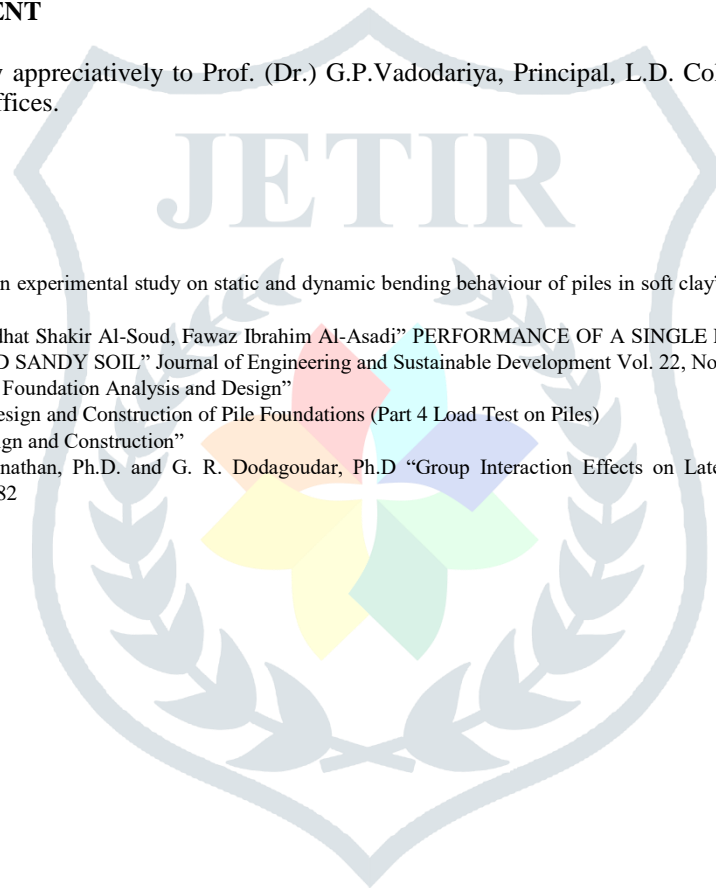 ENT
appreciatively to Prof. (Dr.) G.P.Vadodariya, Principal, L.D. Col
ffices.
JETIR
n experimental study on static and dynamic bending behaviour of piles in soft clay"
dhat Shakir Al-Soud, Fawaz Ibrahim Al-Asadi” PERFORMANCE OF A SINGLE
D SANDY SOIL” Journal of Engineering and Sustainable Development Vol. 22, No
Foundation Analysis and Design”
esign and Construction of Pile Foundations (Part 4 Load Test on Piles)
ign and Construction”
nathan, Ph.D. and G. R. Dodagoudar, Ph.D “Group Interaction Effects on Late
82